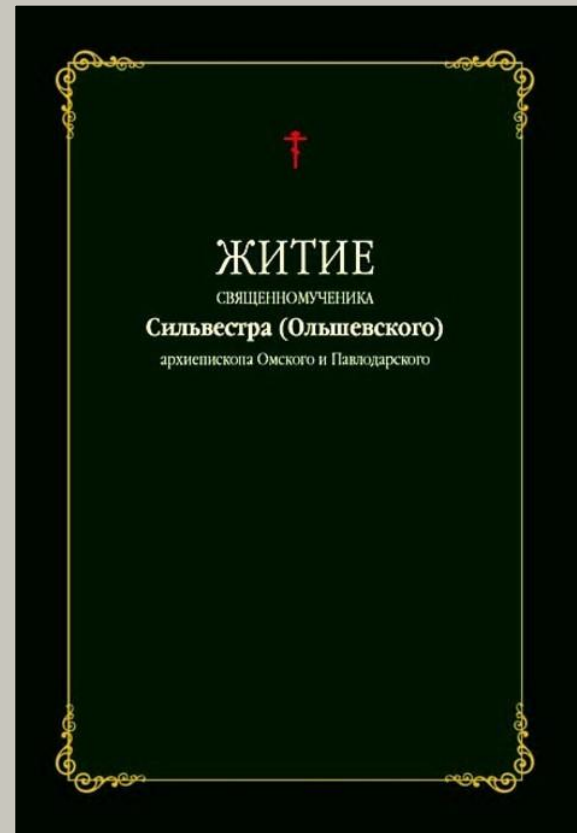 ЖИТИЕ
СВЯЩЕННОМУЧЕНИКА
Сильвестра (Ольшевского)
архиепископа Омского и Павлодарского